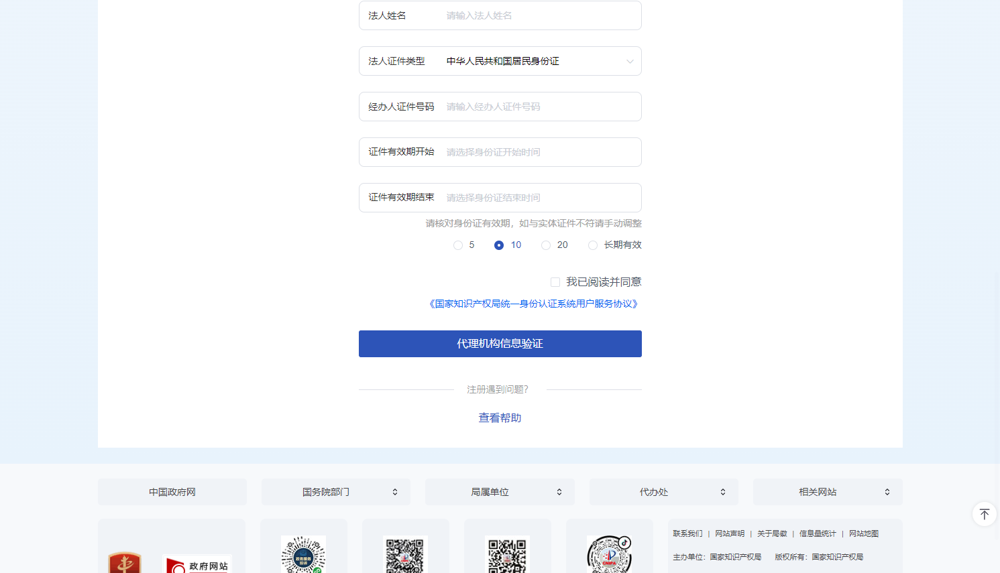 法人姓名 请输入法人姓名
法人证件类型 中华人民共和国居民身份证
经办人证件号码 请输入经办人证件号码
证件有效期开始 请选择身份证开始时间
证件有效期结束 请选择身份证结束时间
请核对身份证有效期，如与实体证件不符请手动调整
5 10 20 长期有效
我已阅读并同意
《国家知识产权局统一身份认证系统用户服务协议》
代理机构信息验证
注册遇到问题?
查看帮助
中国政府网 国务院部门 局属单位 代办处 相关网站
联系我们 | 网站声明 | 关于局徽 | 信息量统计 | 网站地图
主办单位：国家知识产权局 版权所有：国家知识产权局
政府网站
政务服务
投诉
CNIPA